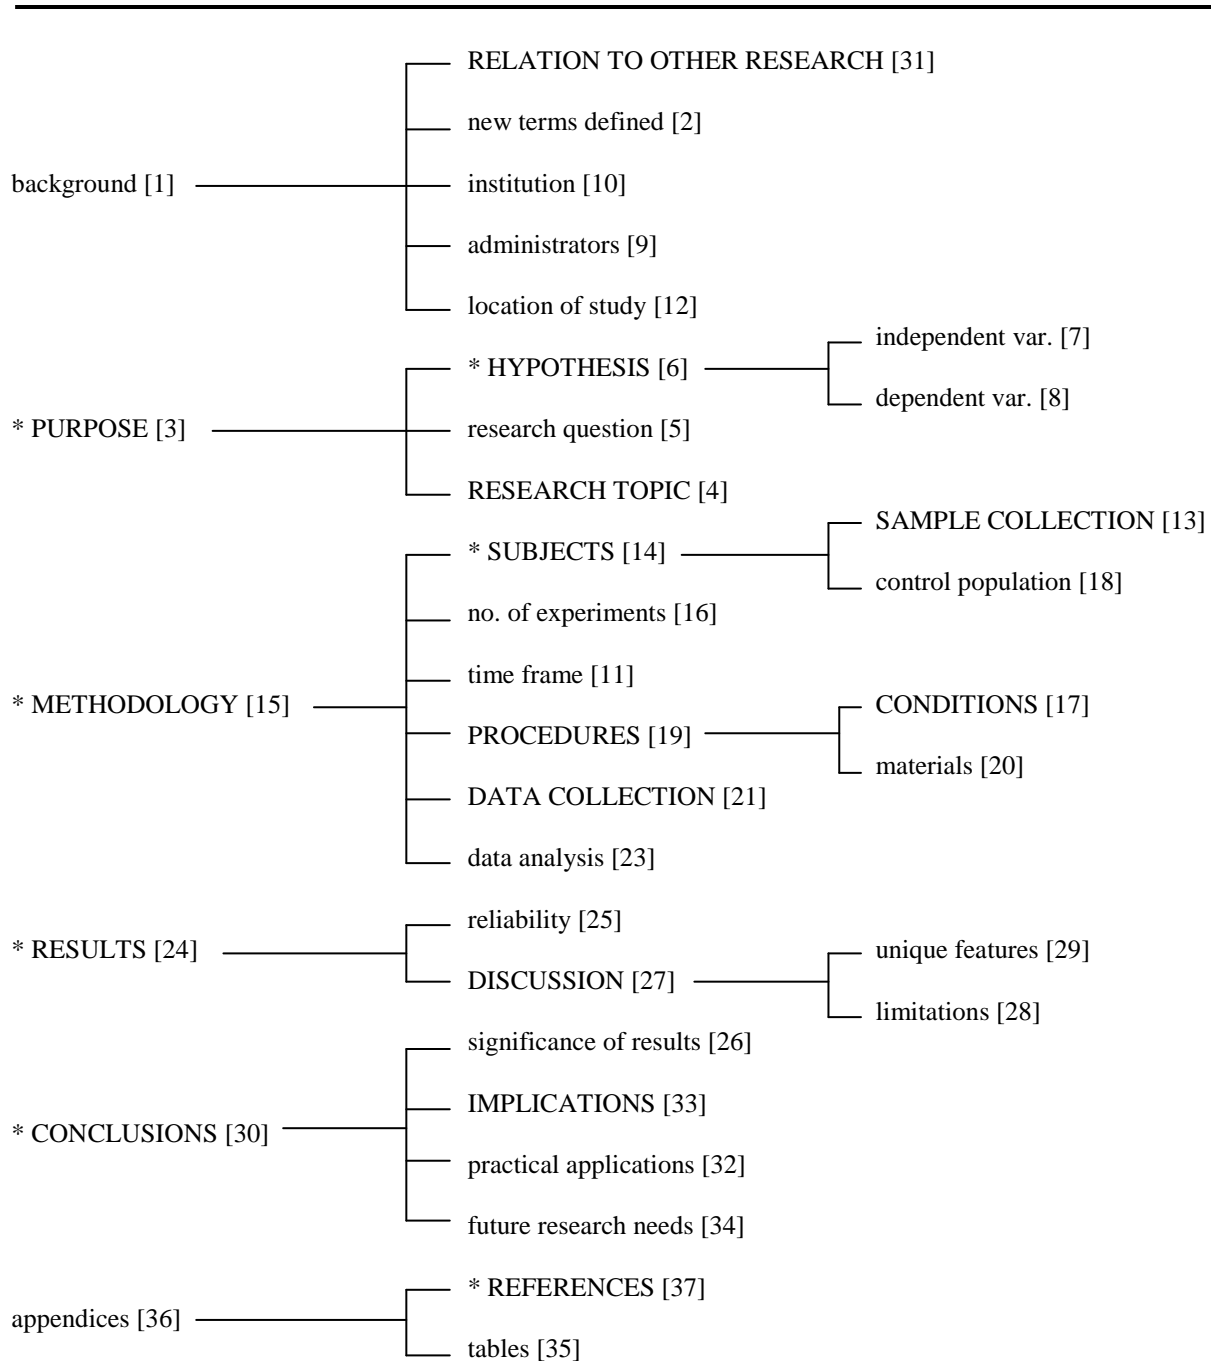 RELATION TO OTHER RESEARCH [31]
new terms defined [2]
background [1]
institution [10]
administrators [9]
location of study [12]
independent var. [7]
* HYPOTHESIS [6]
dependent var. [8]
* PURPOSE [3]
research question [5]
RESEARCH TOPIC [4]
SAMPLE COLLECTION [13]
* SUBJECTS [14]
control population [18]
no. of experiments [16]
time frame [11]
* METHODOLOGY [15]
CONDITIONS [17]
PROCEDURES [19]
materials [20]
DATA COLLECTION [21]
data analysis [23]
reliability [25]
* RESULTS [24]
unique features [29]
DISCUSSION [27]
limitations [28]
significance of results [26]
IMPLICATIONS [33]
* CONCLUSIONS [30]
practical applications [32]
future research needs [34]
* REFERENCES [37]
appendices [36]
tables [35]